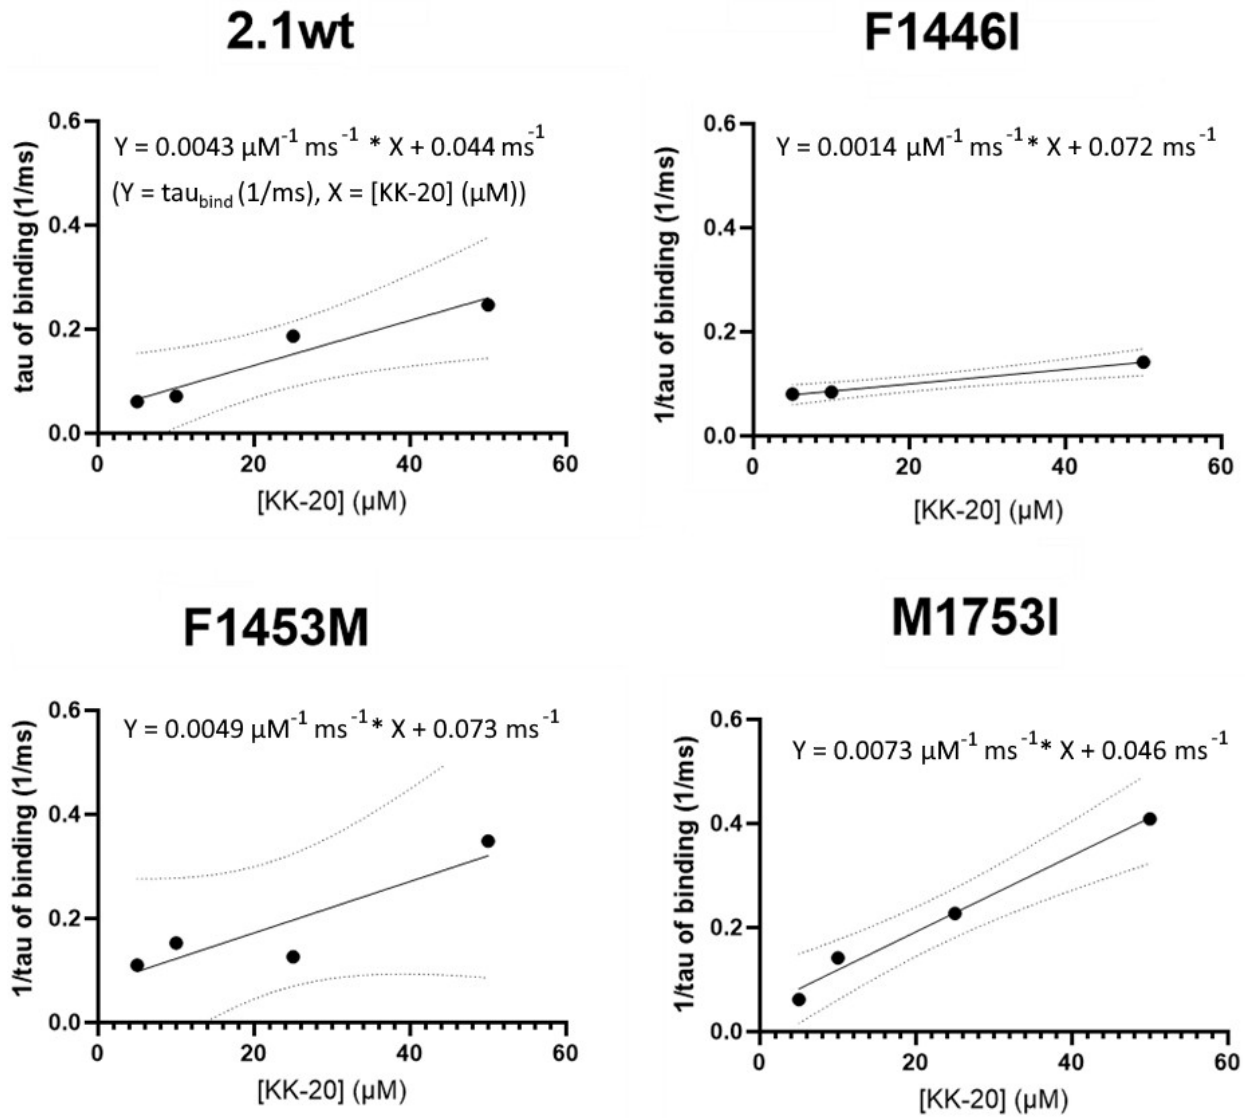 2.1wt
F1446I
0.6
Y = 0.0043 µM⁻¹ ms⁻¹ * X + 0.044 ms⁻¹
(Y = tau_bind (1/ms), X = [KK-20] (µM))
0.4
0.2
0.0
0 20 40 60
tau of binding (1/ms)
[KK-20] (µM)
0.6
Y = 0.0014 µM⁻¹ ms⁻¹* X + 0.072 ms⁻¹
0.4
0.2
0.0
0 20 40 60
1/tau of binding (1/ms)
[KK-20] (µM)
F1453M
M1753I
0.6
Y = 0.0049 µM⁻¹ ms⁻¹* X + 0.073 ms⁻¹
0.4
0.2
0.0
0 20 40 60
1/tau of binding (1/ms)
[KK-20] (µM)
0.6
Y = 0.0073 µM⁻¹ ms⁻¹* X + 0.046 ms⁻¹
0.4
0.2
0.0
0 20 40 60
1/tau of binding (1/ms)
[KK-20] (µM)